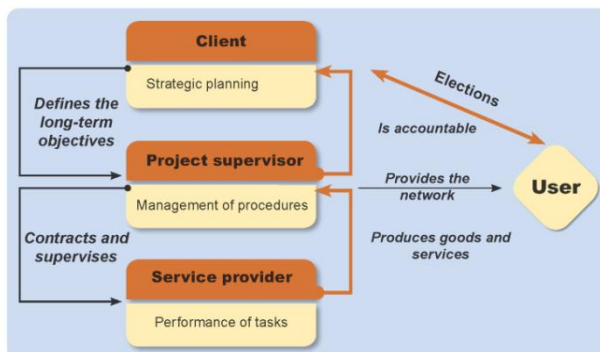 Client
Strategic planning
Defines the
long-term
objectives
Elections
Is accountable
Project supervisor
Management of procedures
Provides the
network
User
Contracts and
supervises
Produces goods and
services
Service provider
Performance of tasks